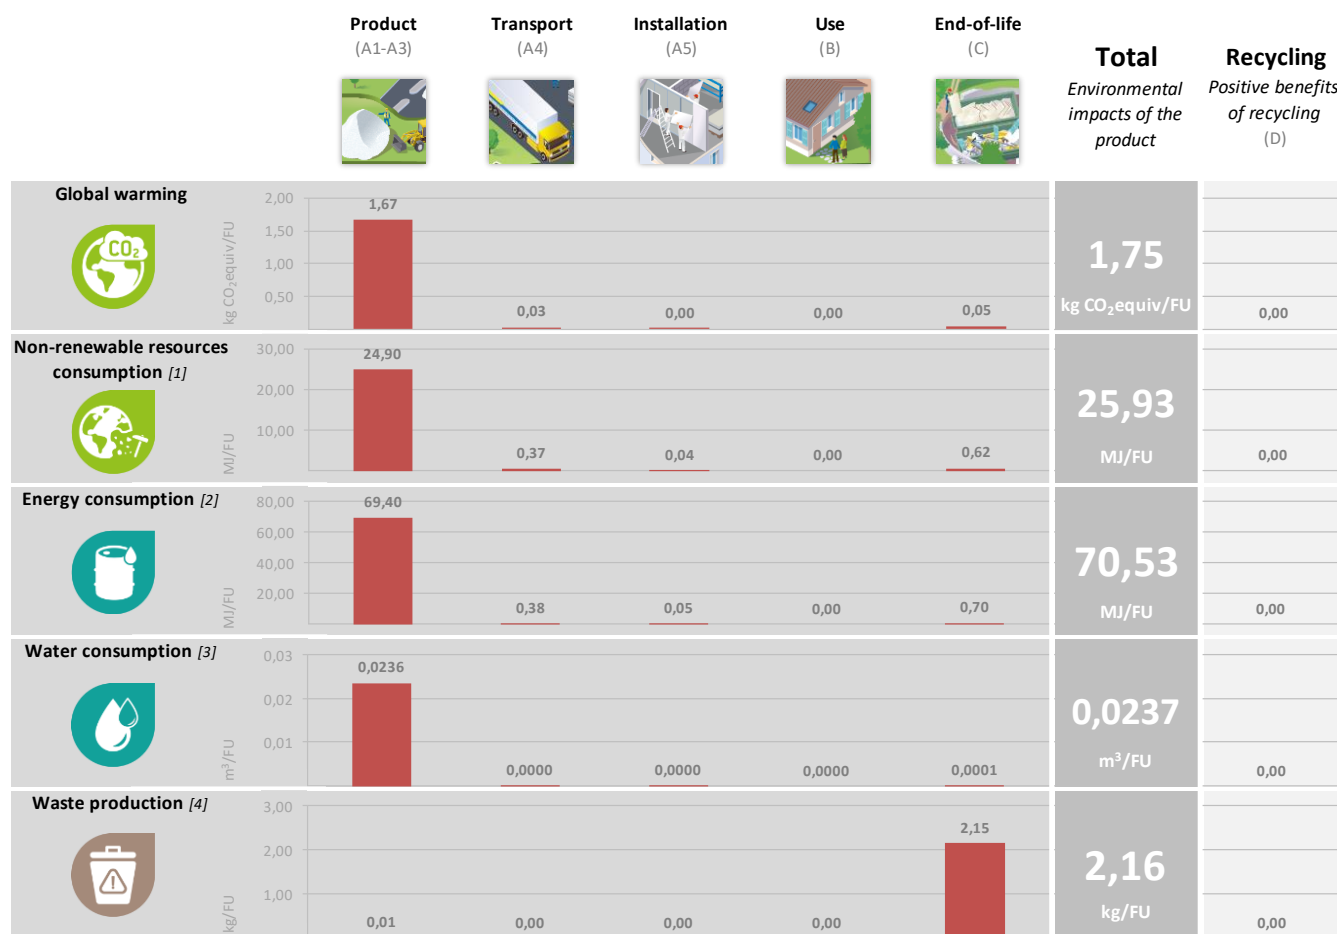 Product
(A1-A3)
Transport
(A4)
Installation
(A5)
Use
(B)
End-of-life
(C)
Total
Environmental
impacts of the
product
Recycling
Positive benefits
of recycling
(D)
Global warming
CO2
kg CO2equiv/FU
2,00
1,50
1,00
0,50
1,67
0,03
0,00
0,00
0,05
1,75
kg CO2equiv/FU
0,00
Non-renewable resources
consumption [1]
MJ/FU
30,00
20,00
10,00
24,90
0,37
0,04
0,00
0,62
25,93
MJ/FU
0,00
Energy consumption [2]
MJ/FU
80,00
60,00
40,00
20,00
69,40
0,38
0,05
0,00
0,70
70,53
MJ/FU
0,00
Water consumption [3]
m³/FU
0,03
0,02
0,01
0,0236
0,0000
0,0000
0,0000
0,0001
0,0237
m³/FU
0,00
Waste production [4]
kg/FU
3,00
2,00
1,00
0,01
0,00
0,00
0,00
2,15
2,16
kg/FU
0,00